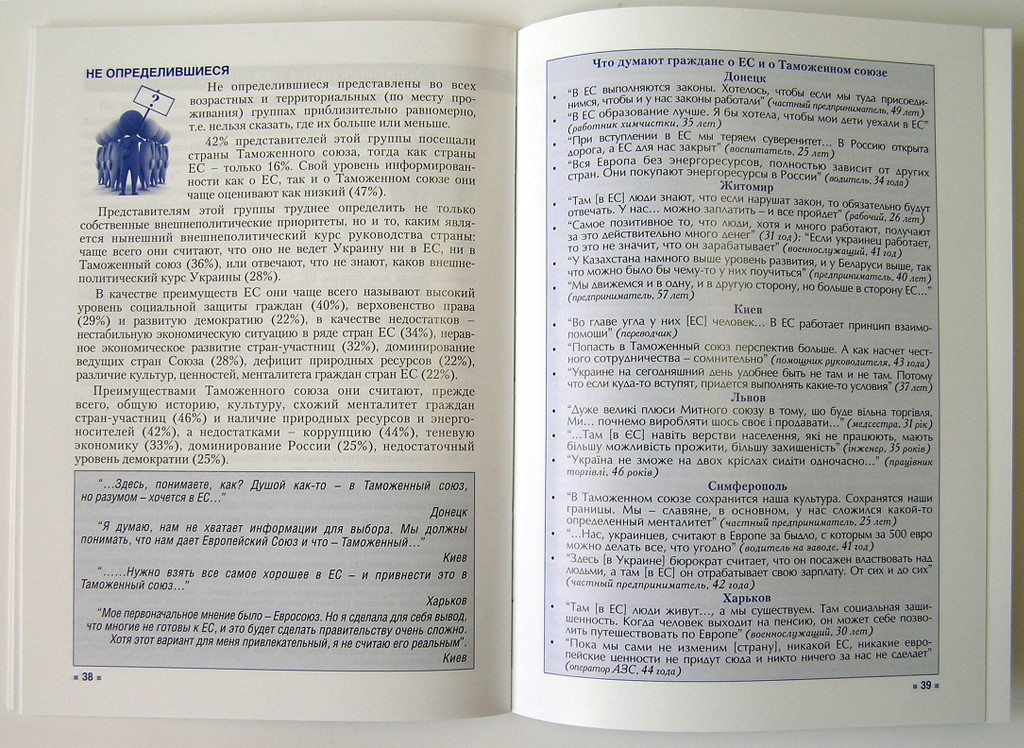 НЕ ОПРЕДЕЛИВШИЕСЯ
?
Не определившиеся представлены во всех
возрастных и территориальных (по месту про-
живания) группах приблизительно равномерно,
т.е. нельзя сказать, где их больше или меньше.
42% представителей этой группы посещали
страны Таможенного союза, тогда как страны
ЕС – только 16%. Свой уровень информирован-
ности как о ЕС, так и о Таможенном союзе они
чаще оценивают как низкий (47%).
Представителям этой группы труднее определить не только
собственные внешнеполитические приоритеты, но и то, каким явля-
ется нынешний внешнеполитический курс руководства страны:
чаще всего они считают, что оно не ведет Украину ни в ЕС, ни в
Таможенный союз (36%), или отвечают, что не знают, каков внешне-
политический курс Украины (28%).
В качестве преимуществ ЕС они чаще всего называют высокий
уровень социальной защиты граждан (40%), верховенство права
(29%) и развитую демократию (22%), в качестве недостатков –
нестабильную экономическую ситуацию в ряде стран ЕС (34%), нерав-
ное экономическое развитие стран-участниц (32%), доминирование
ведущих стран Союза (28%), дефицит природных ресурсов (22%),
различие культур, ценностей, менталитета граждан стран ЕС (22%).
Преимуществами Таможенного союза они считают, прежде
всего, общую историю, культуру, схожий менталитет граждан
стран-участниц (46%) и наличие природных ресурсов и энерго-
носителей (42%), а недостатками – коррупцию (44%), теневую
экономику (33%), доминирование России (25%), недостаточный
уровень демократии (25%).
"…Здесь, понимаете, как? Душой как-то – в Таможенный союз,
но разумом – хочется в ЕС…"
Донецк
"Я думаю, нам не хватает информации для выбора. Мы должны
понимать, что нам дает Европейский Союз и что – Таможенный…"
Киев
"……Нужно взять все самое хорошее в ЕС – и привнести это в
Таможенный союз…"
Харьков
"Мое первоначальное мнение было – Евросоюз. Но я сделала для себя вывод,
что многие не готовы к ЕС, и это будет сделать правительству очень сложно.
Хотя этот вариант для меня привлекательный, я не считаю его реальным".
Киев
38
Что думают граждане о ЕС и о Таможенном союзе
Донецк
• "В ЕС выполняются законы. Хотелось, чтобы если мы туда присоеди-
нимся, чтобы и у нас законы работали" (частный предприниматель, 49 лет)
• "В ЕС образование лучше. Я бы хотела, чтобы мои дети уехали в ЕС"
(работник химчистки, 35 лет)
• "При вступлении в ЕС мы теряем суверенитет… В Россию открыта
дорога, а ЕС для нас закрыт" (воспитатель, 25 лет)
• "Вся Европа без энергоресурсов, полностью зависит от других
стран. Они покупают энергоресурсы в России" (водитель, 34 года)
Житомир
• "Там [в ЕС] люди знают, что если нарушат закон, то обязательно будут
отвечать. У нас… можно заплатить – и все пройдет" (рабочий, 26 лет)
• "Самое позитивное то, что люди, хотя и много работают, получают
за это действительно много денег" (31 год); "Если украинец работает,
то это не значит, что он зарабатывает" (военнослужащий, 41 год)
• "У Казахстана намного выше уровень развития, и у Беларуси выше, так
что можно было бы чему-то у них поучиться" (предприниматель, 40 лет)
• "Мы движемся и в одну, и в другую сторону, но больше в сторону ЕС…"
(предприниматель, 57 лет)
Киев
• "Во главе угла у них [ЕС] человек… В ЕС работает принцип взаимо-
помоши" (переводчик)
• "Попасть в Таможенный союз перспектив больше. А как насчет чест-
ного сотрудничества – сомнительно" (помощник руководителя, 43 года)
• "Украине на сегодняшний день удобнее быть не там и не там. Потому
что если куда-то вступят, придется выполнять какие-то условия" (37 лет)
Львов
• "Дуже великі плюси Митного союзу в тому, шо буде вільна торгівля.
Ми… почнемо виробляти шось своє і продавати…" (медсестра, 31 рік)
• "…Там [в ЄС] навіть верстви населення, які не працюють, мають
більшу можливість прожити, більшу захищеність" (інженер, 35 років)
• "Україна не зможе на двох кріслах сидіти одночасно…" (працівник
торгівлі, 46 років)
Симферополь
• "В Таможенном союзе сохранится наша культура. Сохранятся наши
границы. Мы – славяне, в основном, у нас сложился какой-то
определенный менталитет" (частный предприниматель, 25 лет)
• "…Нас, украинцев, считают в Европе за быдло, с которым за 500 евро
можно делать все, что угодно" (водитель на заводе, 41 год)
• "Здесь [в Украине] бюрократ считает, что он посажен властвовать над
людьми, а там [в ЕС] он отрабатывает свою зарплату. От сих и до сих"
(частный предприниматель, 42 года)
Харьков
• "Там [в ЕС] люди живут…, а мы существуем. Там социальная защи-
щенность. Когда человек выходит на пенсию, он может себе позво-
лить путешествовать по Европе" (военнослужащий, 30 лет)
• "Пока мы сами не изменим [страну], никакой ЕС, никакие евро-
пейские ценности не придут сюда и никто ничего за нас не сделает"
(оператор АЗС, 44 года)
39